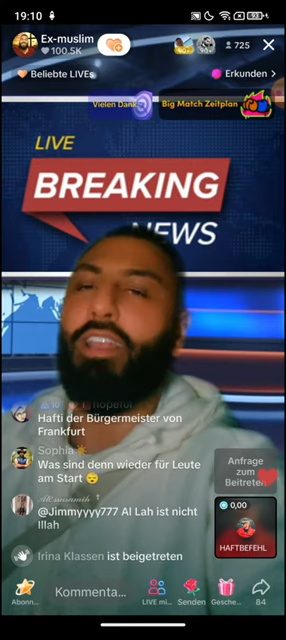 19:10
93
Ex-muslim
100.5K
725
Beliebte LIVEs
Erkunden >
Vielen Dank
Big Match Zeitplan
LIVE
BREAKING
NEWS
hopeful
Hafti der Bürgermeister von
Frankfurt
Sophia
Was sind denn wieder für Leute
am Start 😴
@Jimmyyyy777 Al Lah ist nicht
Illah
Anfrage
zum
Beitreten
0,00
HAFTBEFEHL
Irina Klassen ist beigetreten
Kommenta...
Abonn...
LIVE mi...
Senden
Gesche...
84